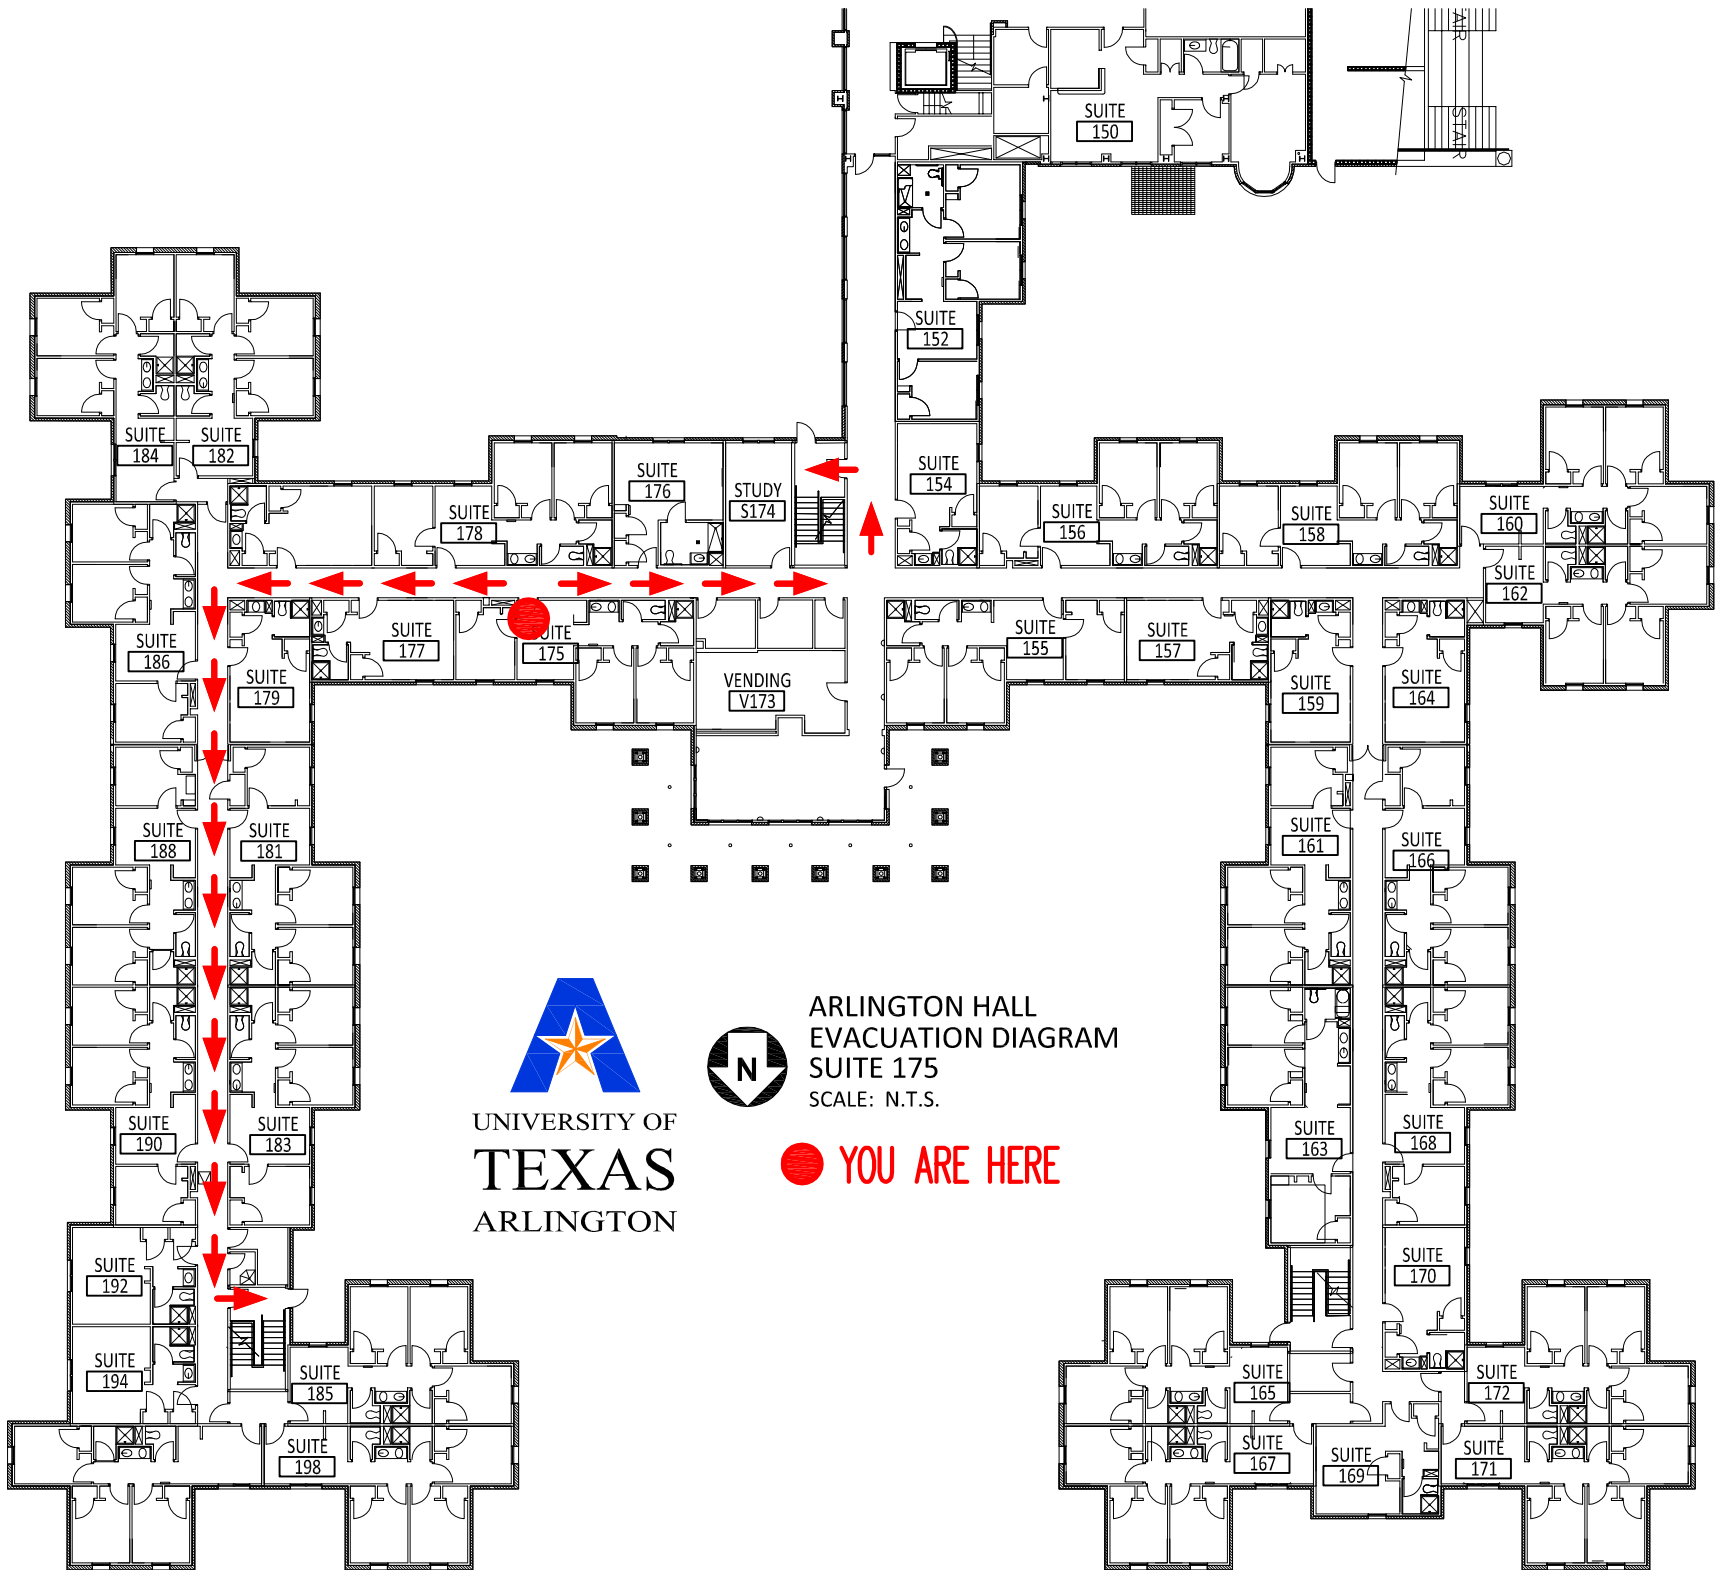 STAIR
STAIR
SUITE
150
SUITE
152
SUITE
184
SUITE
182
SUITE
154
SUITE
176
STUDY
S174
SUITE
178
SUITE
156
SUITE
158
SUITE
160
SUITE
162
SUITE
186
SUITE
179
SUITE
177
SUITE
175
VENDING
V173
SUITE
155
SUITE
157
SUITE
159
SUITE
164
SUITE
188
SUITE
181
SUITE
161
SUITE
166
SUITE
190
SUITE
183
SUITE
163
SUITE
168
SUITE
192
SUITE
194
SUITE
185
SUITE
198
SUITE
170
SUITE
165
SUITE
172
SUITE
167
SUITE
169
SUITE
171
UNIVERSITY OF
TEXAS
ARLINGTON
N
ARLINGTON HALL
EVACUATION DIAGRAM
SUITE 175
SCALE: N.T.S.
YOU ARE HERE